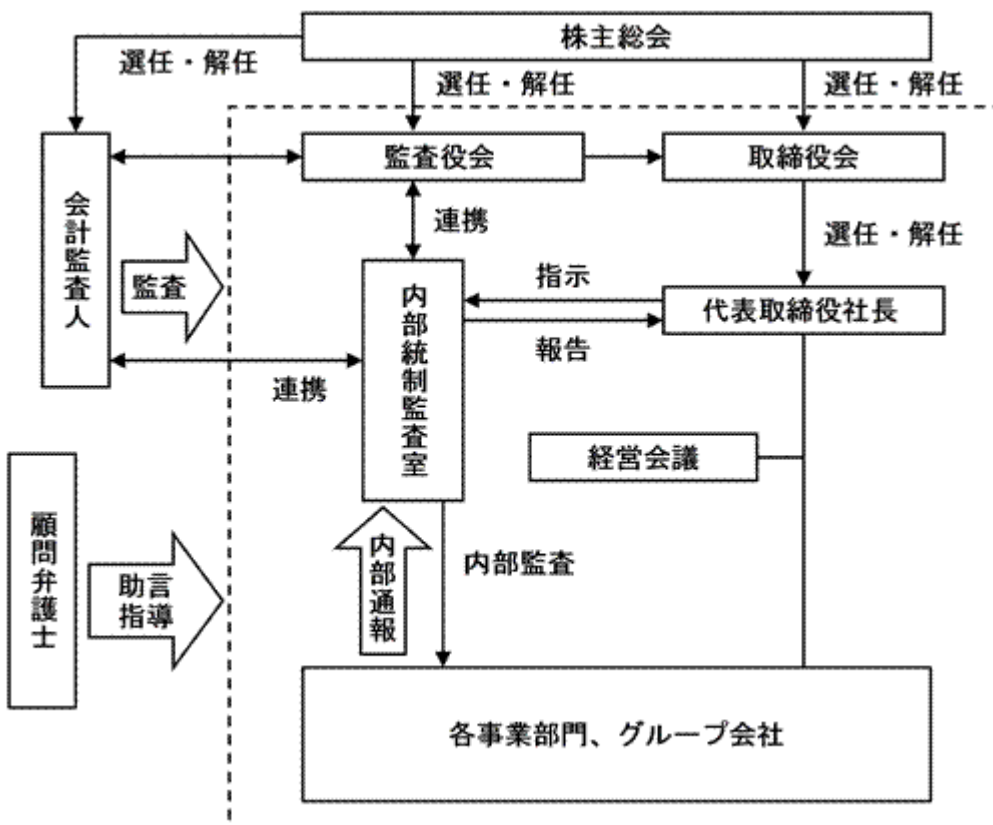 株主総会
選任・解任
選任・解任
選任・解任
監査役会
取締役会
会計監査人
連携
選任・解任
監査
内部統制監査室
指示
代表取締役社長
報告
連携
経営会議
顧問弁護士
助言
指導
内部通報
内部監査
各事業部門、グループ会社